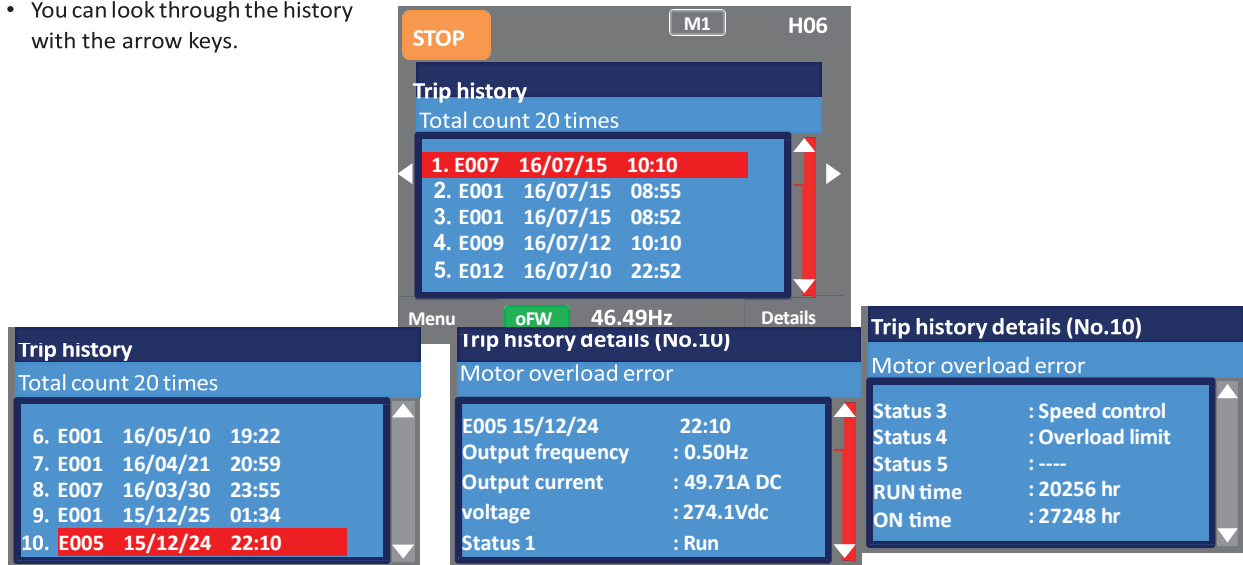 • You can look through the history
with the arrow keys.
STOP
M1
H06
Trip history
Total count 20 times
1. E007 16/07/15 10:10
2. E001 16/07/15 08:55
3. E001 16/07/15 08:52
4. E009 16/07/12 10:10
5. E012 16/07/10 22:52
Menu oFW 46.49Hz Details
Trip history
Total count 20 times
6. E001 16/05/10 19:22
7. E001 16/04/21 20:59
8. E007 16/03/30 23:55
9. E001 15/12/25 01:34
10. E005 15/12/24 22:10
Trip history details (No.10)
Motor overload error
E005 15/12/24 22:10
Output frequency : 0.50Hz
Output current : 49.71A DC
voltage : 274.1Vdc
Status 1 : Run
Trip history details (No.10)
Motor overload error
Status 3 : Speed control
Status 4 : Overload limit
Status 5 : ----
RUN time : 20256 hr
ON time : 27248 hr